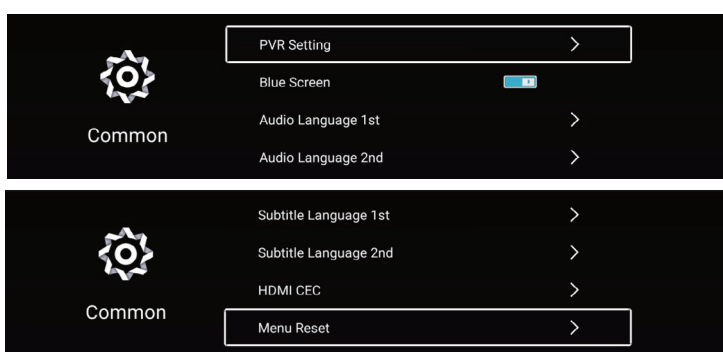 PVR Setting
Blue Screen
Common
Audio Language 1st
Audio Language 2nd
Subtitle Language 1st
Subtitle Language 2nd
HDMI CEC
Common
Menu Reset